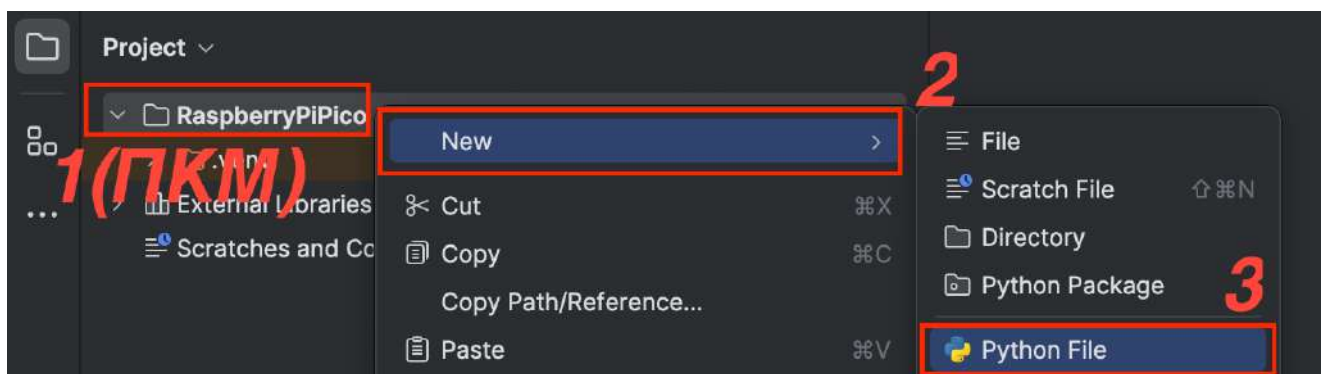 Project
2
RaspberryPiPico
New
File
1(ПКМ)
Scratch File ⇧⌘N
External Libraries
Cut ⌘X
Directory
Scratches and Co
Copy ⌘C
Python Package
3
Copy Path/Reference...
Paste ⌘V
Python File